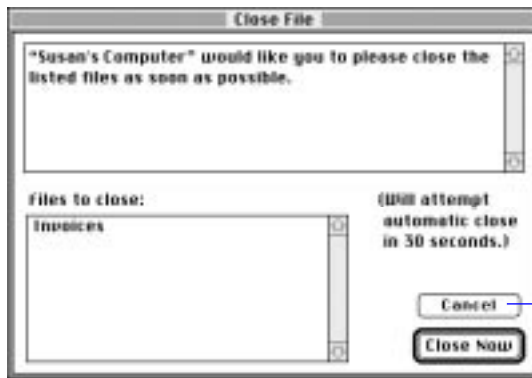 Close File
“Susan's Computer” would like you to please close the
listed files as soon as possible.
Files to close:
Invoices
(Will attempt
automatic close
in 30 seconds.)
Cancel
Close Now